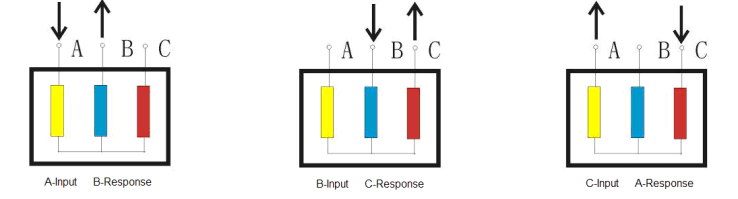 A B C
A B C
A B C
A-Input B-Response
B-Input C-Response
C-Input A-Response